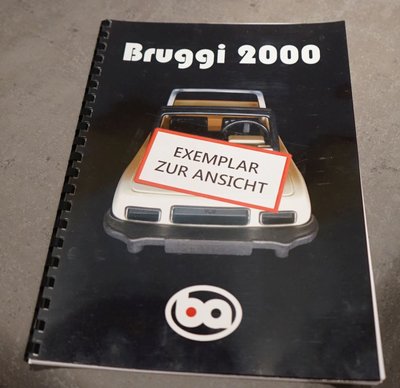 Bruggi 2000
EXEMPLAR
ZUR ANSICHT
ba